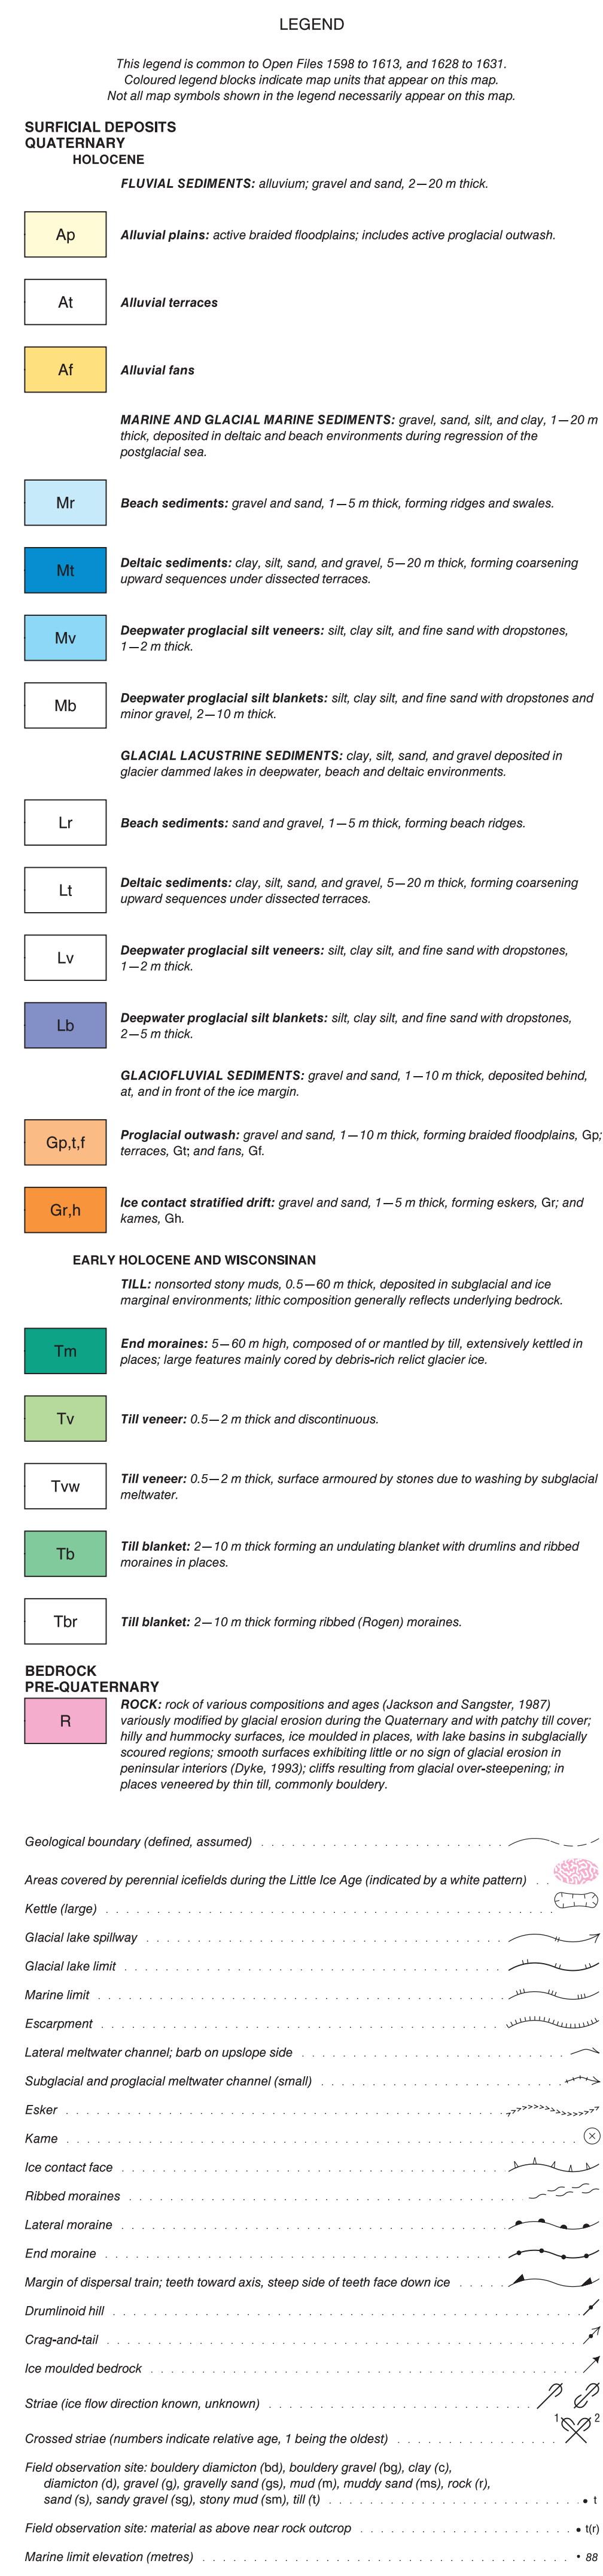 LEGEND
This legend is common to Open Files 1598 to 1613, and 1628 to 1631.
Coloured legend blocks indicate map units that appear on this map.
Not all map symbols shown in the legend necessarily appear on this map.
SURFICIAL DEPOSITS
QUATERNARY
HOLOCENE
FLUVIAL SEDIMENTS: alluvium; gravel and sand, 2—20 m thick.
Ap
Alluvial plains: active braided floodplains; includes active proglacial outwash.
At
Alluvial terraces
Af
Alluvial fans
MARINE AND GLACIAL MARINE SEDIMENTS: gravel, sand, silt, and clay, 1—20 m
thick, deposited in deltaic and beach environments during regression of the
postglacial sea.
Mr
Beach sediments: gravel and sand, 1—5 m thick, forming ridges and swales.
Mt
Deltaic sediments: clay, silt, sand, and gravel, 5—20 m thick, forming coarsening
upward sequences under dissected terraces.
Mv
Deepwater proglacial silt veneers: silt, clay silt, and fine sand with dropstones,
1—2 m thick.
Mb
Deepwater proglacial silt blankets: silt, clay silt, and fine sand with dropstones and
minor gravel, 2—10 m thick.
GLACIAL LACUSTRINE SEDIMENTS: clay, silt, sand, and gravel deposited in
glacier dammed lakes in deepwater, beach and deltaic environments.
Lr
Beach sediments: sand and gravel, 1—5 m thick, forming beach ridges.
Lt
Deltaic sediments: clay, silt, sand, and gravel, 5—20 m thick, forming coarsening
upward sequences under dissected terraces.
Lv
Deepwater proglacial silt veneers: silt, clay silt, and fine sand with dropstones,
1—2 m thick.
Lb
Deepwater proglacial silt blankets: silt, clay silt, and fine sand with dropstones,
2—5 m thick.
GLACIOFLUVIAL SEDIMENTS: gravel and sand, 1—10 m thick, deposited behind,
at, and in front of the ice margin.
Gp,t,f
Proglacial outwash: gravel and sand, 1—10 m thick, forming braided floodplains, Gp;
terraces, Gt; and fans, Gf.
Gr,h
Ice contact stratified drift: gravel and sand, 1—5 m thick, forming eskers, Gr; and
kames, Gh.
EARLY HOLOCENE AND WISCONSINAN
TILL: nonsorted stony muds, 0.5—60 m thick, deposited in subglacial and ice
marginal environments; lithic composition generally reflects underlying bedrock.
Tm
End moraines: 5—60 m high, composed of or mantled by till, extensively kettled in
places; large features mainly cored by debris-rich relict glacier ice.
Tv
Till veneer: 0.5—2 m thick and discontinuous.
Tvw
Till veneer: 0.5—2 m thick, surface armoured by stones due to washing by subglacial
meltwater.
Tb
Till blanket: 2—10 m thick forming an undulating blanket with drumlins and ribbed
moraines in places.
Tbr
Till blanket: 2—10 m thick forming ribbed (Rogen) moraines.
BEDROCK
PRE-QUATERNARY
R
ROCK: rock of various compositions and ages (Jackson and Sangster, 1987)
variously modified by glacial erosion during the Quaternary and with patchy till cover;
hilly and hummocky surfaces, ice moulded in places, with lake basins in subglacially
scoured regions; smooth surfaces exhibiting little or no sign of glacial erosion in
peninsular interiors (Dyke, 1993); cliffs resulting from glacial over-steepening; in
places veneered by thin till, commonly bouldery.
Geological boundary (defined, assumed)
Areas covered by perennial icefields during the Little Ice Age (indicated by a white pattern)
Kettle (large)
Glacial lake spillway
Glacial lake limit
Marine limit
Escarpment
Lateral meltwater channel; barb on upslope side
Subglacial and proglacial meltwater channel (small)
Esker
Kame
Ice contact face
Ribbed moraines
Lateral moraine
End moraine
Margin of dispersal train; teeth toward axis, steep side of teeth face down ice
Drumlinoid hill
Crag-and-tail
Ice moulded bedrock
Striae (ice flow direction known, unknown)
Crossed striae (numbers indicate relative age, 1 being the oldest) 1 2
Field observation site: bouldery diamicton (bd), bouldery gravel (bg), clay (c),
diamicton (d), gravel (g), gravelly sand (gs), mud (m), muddy sand (ms), rock (r),
sand (s), sandy gravel (sg), stony mud (sm), till (t) t
Field observation site: material as above near rock outcrop t(r)
Marine limit elevation (metres) 88